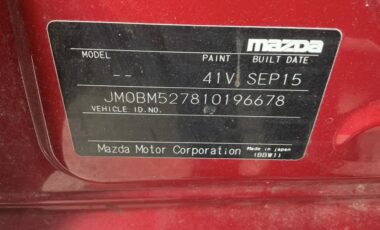 mazda
MODEL PAINT BUILT DATE
-- 41V SEP15
JM0BM527810196678
VEHICLE ID.NO.
Mazda Motor Corporation Made in japan
(BBW1)